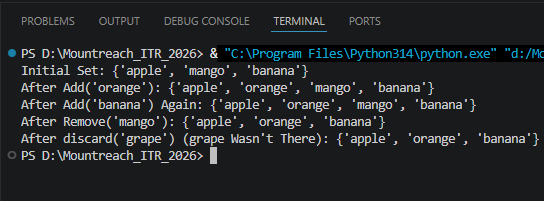 PROBLEMS OUTPUT DEBUG CONSOLE TERMINAL PORTS
PS D:\Mountreach_ITR_2026> & "C:\Program Files\Python314\python.exe" "d:/Mo
Initial Set: {'apple', 'mango', 'banana'}
After Add('orange'): {'apple', 'orange', 'mango', 'banana'}
After Add('banana') Again: {'apple', 'orange', 'mango', 'banana'}
After Remove('mango'): {'apple', 'orange', 'banana'}
After discard('grape') (grape Wasn't There): {'apple', 'orange', 'banana'}
PS D:\Mountreach_ITR_2026>